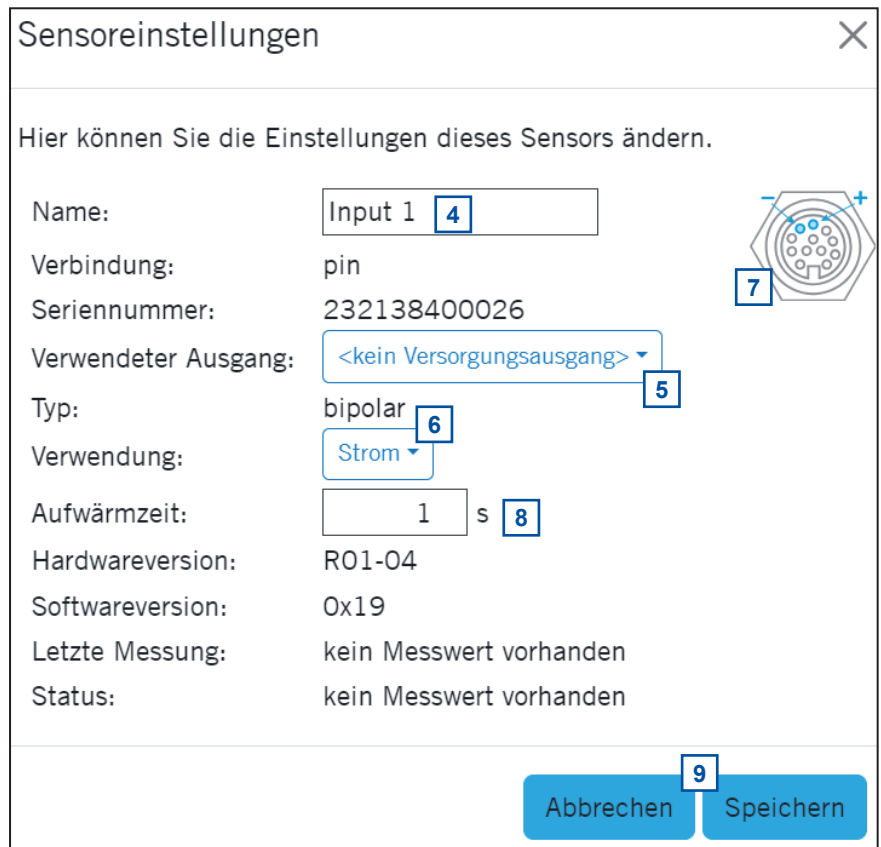 Sensoreinstellungen
Hier können Sie die Einstellungen dieses Sensors ändern.
Name: Input 1 4
- +
7
Verbindung: pin
Seriennummer: 232138400026
Verwendeter Ausgang: <kein Versorgungsausgang>
5
Typ: bipolar
6
Verwendung: Strom
Aufwärmzeit: 1 s 8
Hardwareversion: R01-04
Softwareversion: 0x19
Letzte Messung: kein Messwert vorhanden
Status: kein Messwert vorhanden
9
Abbrechen Speichern